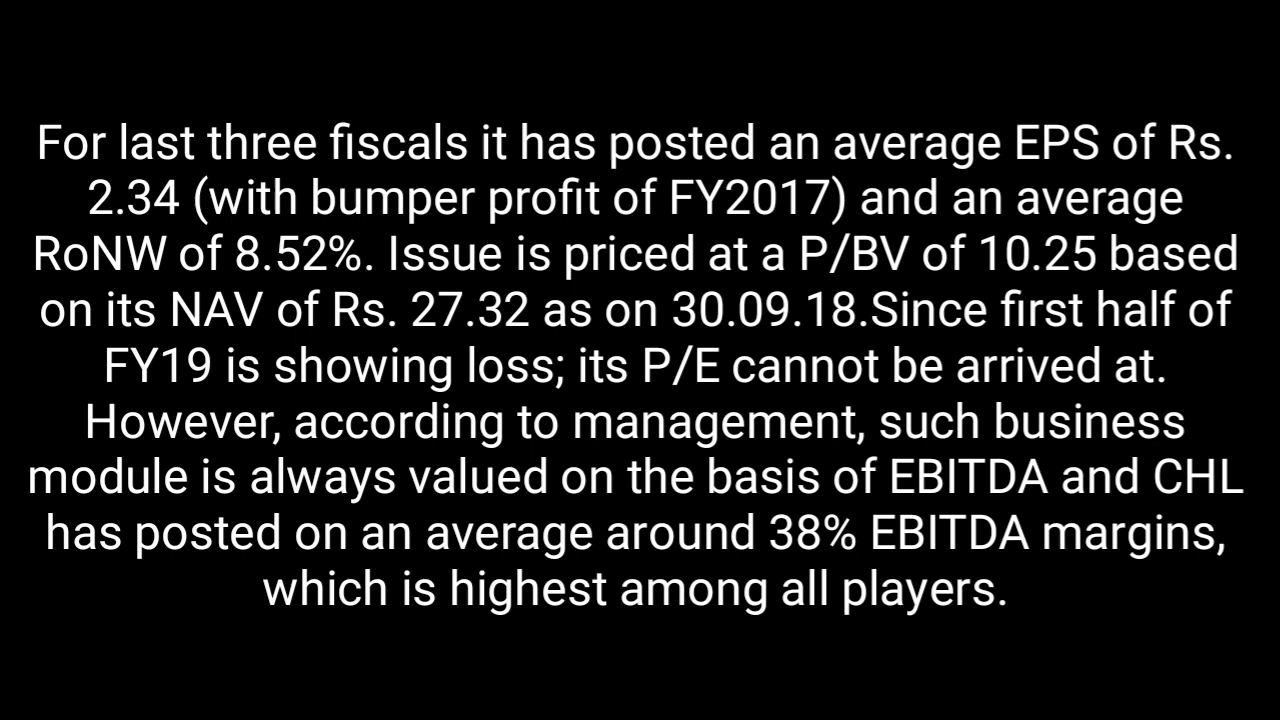 For last three fiscals it has posted an average EPS of Rs.
2.34 (with bumper profit of FY2017) and an average
RoNW of 8.52%. Issue is priced at a P/BV of 10.25 based
on its NAV of Rs. 27.32 as on 30.09.18.Since first half of
FY19 is showing loss; its P/E cannot be arrived at.
However, according to management, such business
module is always valued on the basis of EBITDA and CHL
has posted on an average around 38% EBITDA margins,
which is highest among all players.